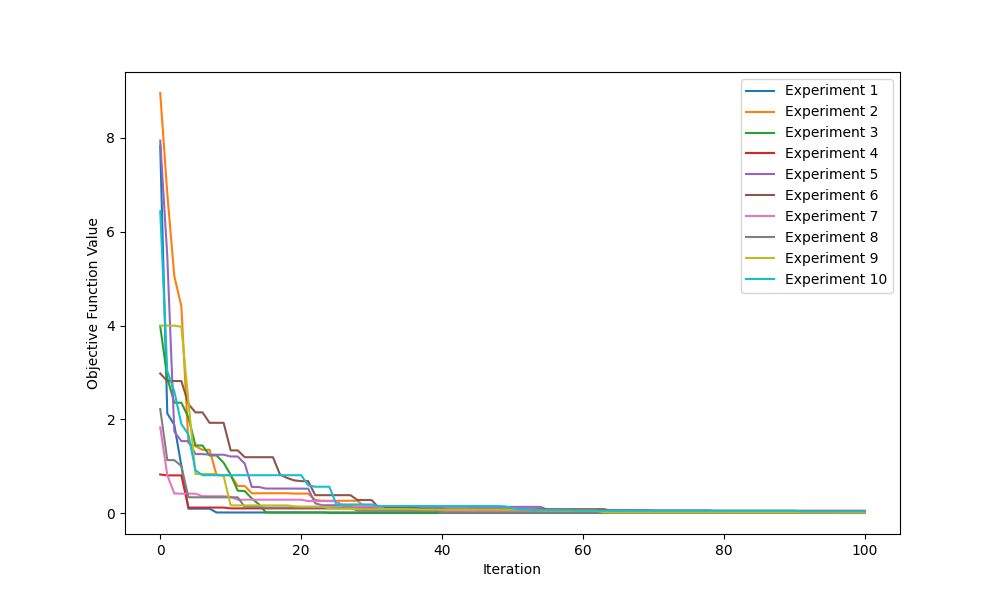 8
6
4
2
0
Objective Function Value
0 20 40 60 80 100
Iteration
Experiment 1
Experiment 2
Experiment 3
Experiment 4
Experiment 5
Experiment 6
Experiment 7
Experiment 8
Experiment 9
Experiment 10